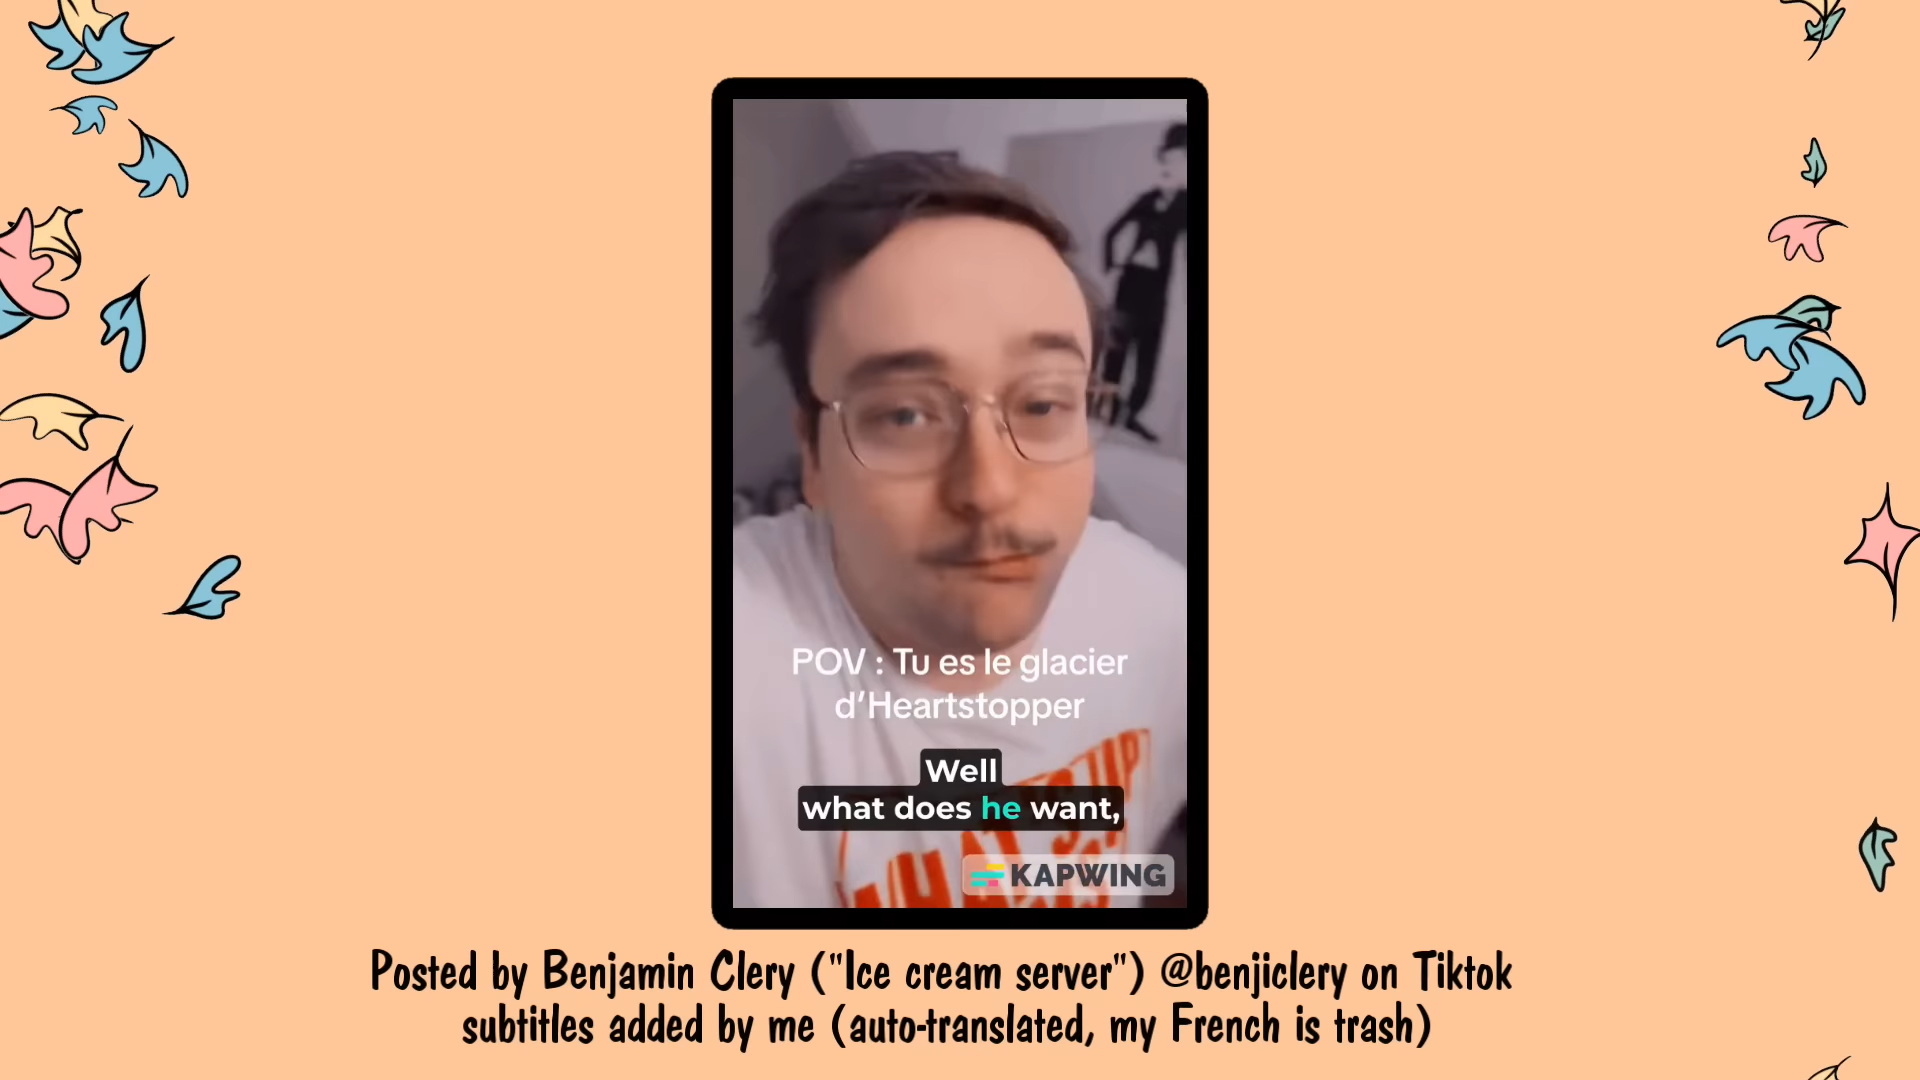 POV : Tu es le glacier
d’Heartstopper
Well
what does he want,
KAPWING
Posted by Benjamin Clery ("Ice cream server") @benjiclery on Tiktok
subtitles added by me (auto-translated, my French is trash)